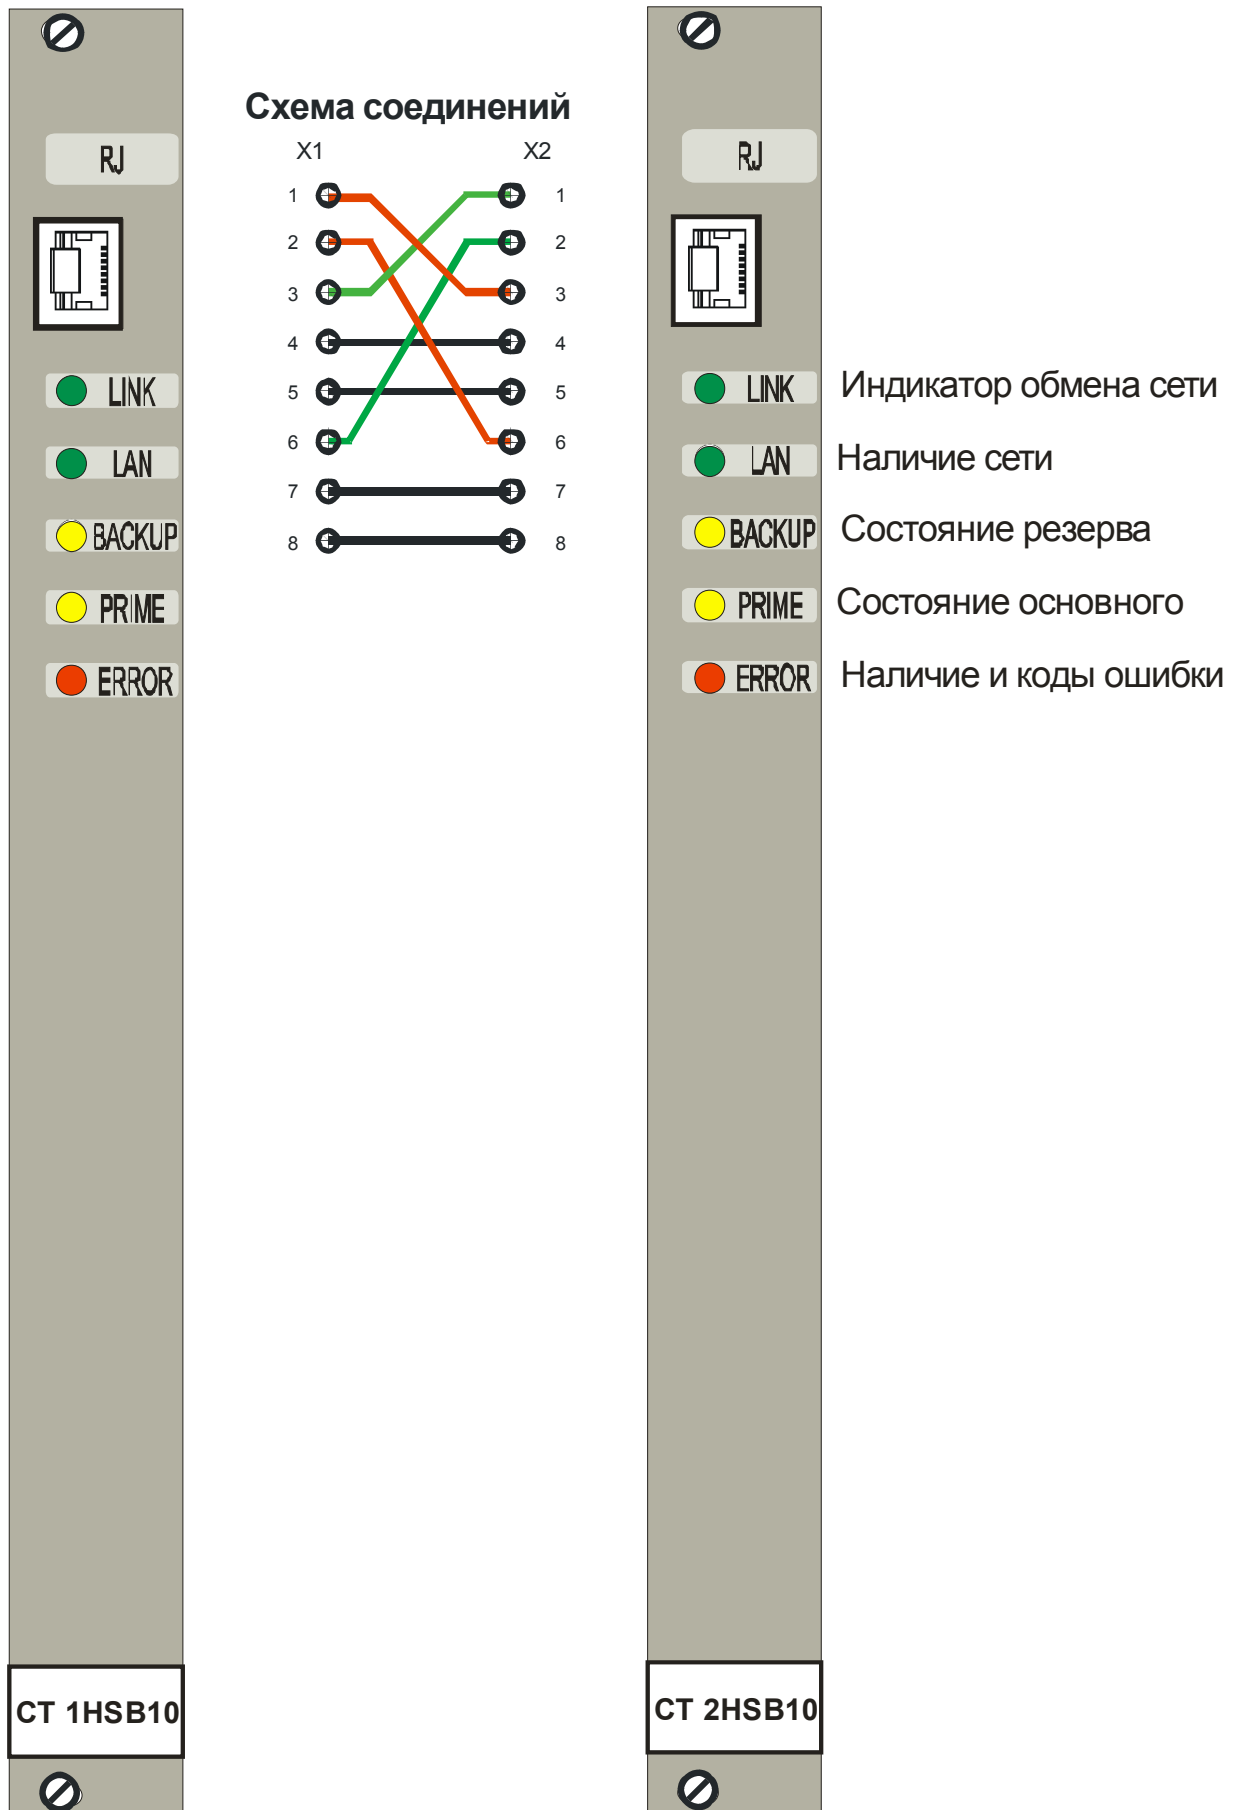 RJ
LINK
LAN
BACKUP
PRIME
ERROR
CT 1HSB10
Схема соединений
X1 X2
1 1
2 2
3 3
4 4
5 5
6 6
7 7
8 8
RJ
LINK Индикатор обмена сети
LAN Наличие сети
BACKUP Состояние резерва
PRIME Состояние основного
ERROR Наличие и коды ошибки
CT 2HSB10